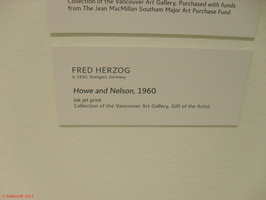 Collection of the Vancouver Art Gallery, Purchased with funds
from The Jean MacMillan Southam Major Art Purchase Fund
FRED HERZOG
b. 1930, Stuttgart, Germany
Howe and Nelson, 1960
ink jet print
Collection of the Vancouver Art Gallery, Gift of the Artist